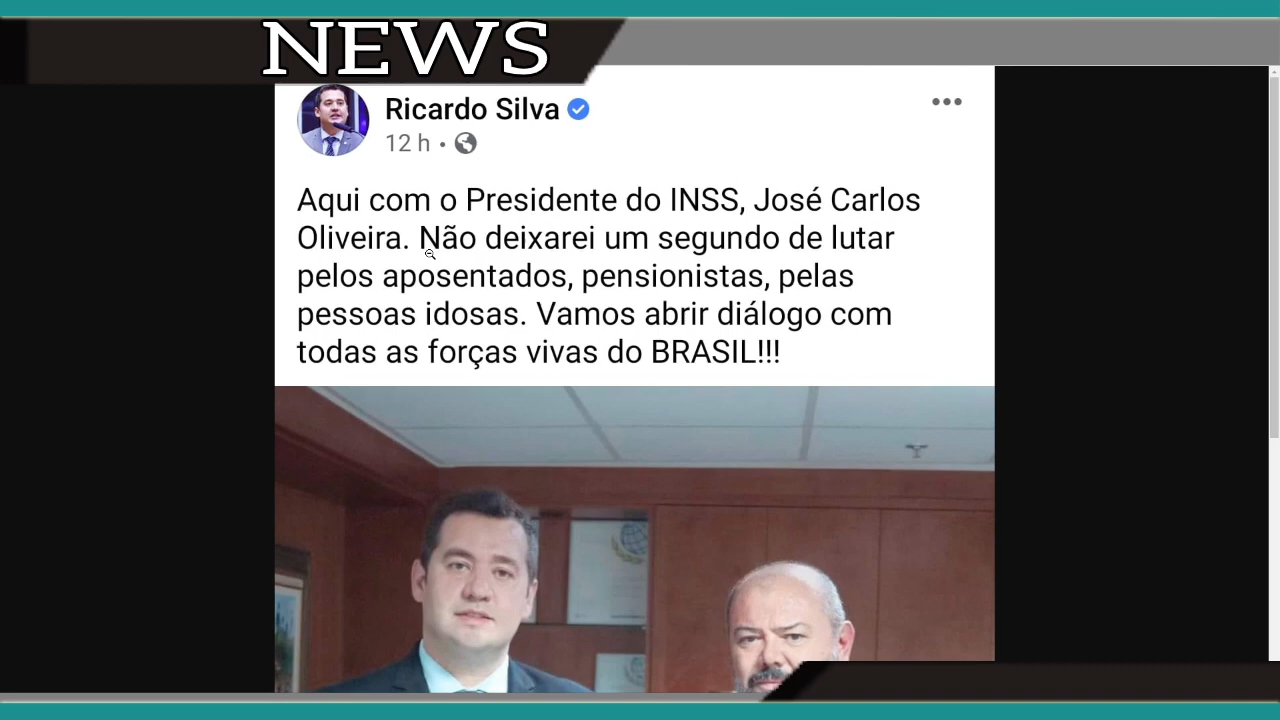 NEWS
Ricardo Silva
12 h •
Aqui com o Presidente do INSS, José Carlos
Oliveira. Não deixarei um segundo de lutar
pelos aposentados, pensionistas, pelas
pessoas idosas. Vamos abrir diálogo com
todas as forças vivas do BRASIL!!!